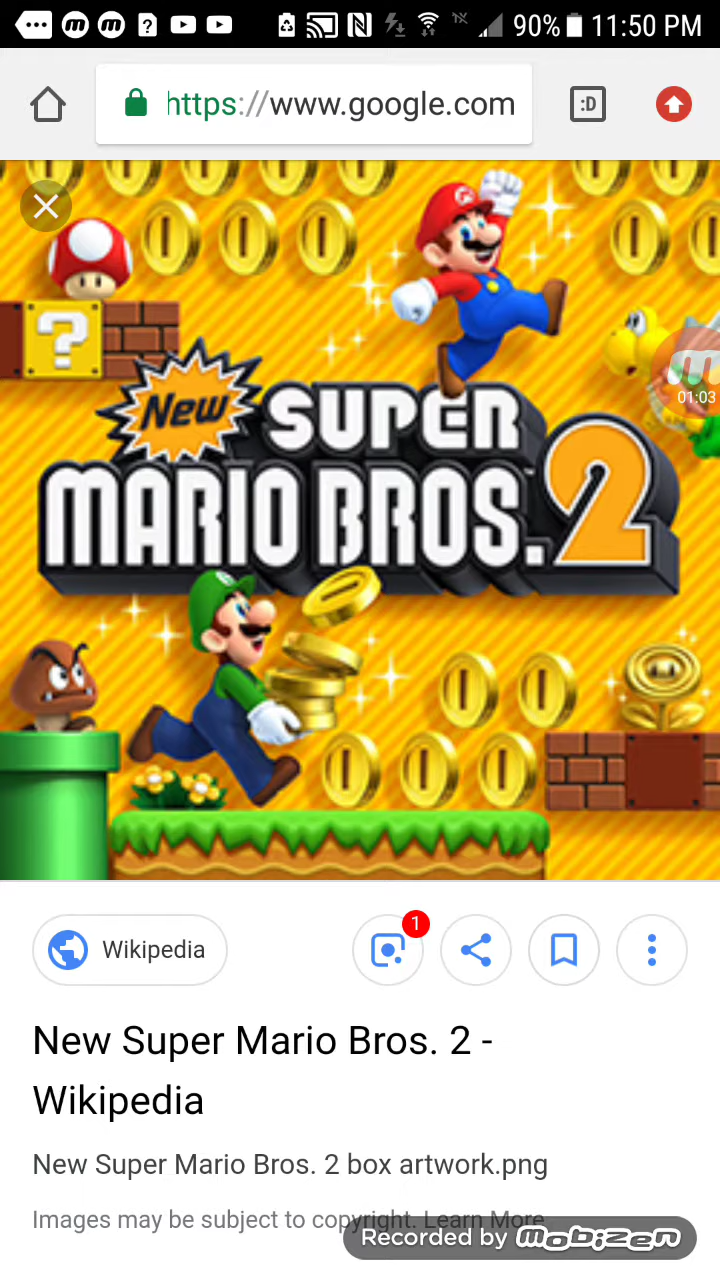 90% 11:50 PM
https://www.google.com
:D
01:03
New SUPER
MARIO BROS. 2
1
Wikipedia
New Super Mario Bros. 2 -
Wikipedia
New Super Mario Bros. 2 box artwork.png
Images may be subject to copyright. Learn More
Recorded by mobizen